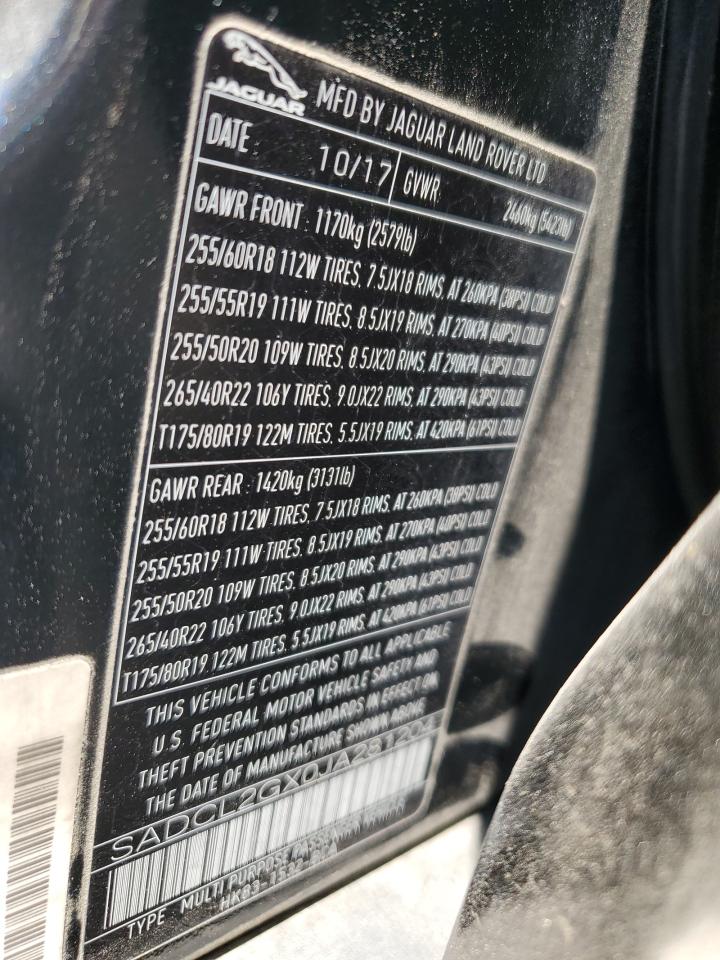 JAGUAR MFD BY JAGUAR LAND ROVER LTD
DATE: 10/17 GVWR: 2460kg (5423lb)
GAWR FRONT: 1170kg (2579lb)
255/60R18 112W TIRES, 7.5JX18 RIMS, AT 260KPA (38PSI) COLD
255/55R19 111W TIRES, 8.5JX19 RIMS, AT 270KPA (40PSI) COLD
255/50R20 109W TIRES, 8.5JX20 RIMS, AT 290KPA (43PSI) COLD
265/40R22 106Y TIRES, 9.0JX22 RIMS, AT 290KPA (43PSI) COLD
T175/80R19 122M TIRES, 5.5JX19 RIMS, AT 420KPA (61PSI) COLD
GAWR REAR: 1420kg (3131lb)
255/60R18 112W TIRES, 7.5JX18 RIMS, AT 260KPA (38PSI) COLD
255/55R19 111W TIRES, 8.5JX19 RIMS, AT 270KPA (40PSI) COLD
255/50R20 109W TIRES, 8.5JX20 RIMS, AT 290KPA (43PSI) COLD
265/40R22 106Y TIRES, 9.0JX22 RIMS, AT 290KPA (43PSI) COLD
T175/80R19 122M TIRES, 5.5JX19 RIMS, AT 420KPA (61PSI) COLD
THIS VEHICLE CONFORMS TO ALL APPLICABLE
U.S. FEDERAL MOTOR VEHICLE SAFETY AND
THEFT PREVENTION STANDARDS IN EFFECT ON
THE DATE OF MANUFACTURE SHOWN ABOVE
SADCL2GX0JA281204
TYPE: MULTI PURPOSE PASSENGER VEHICLE